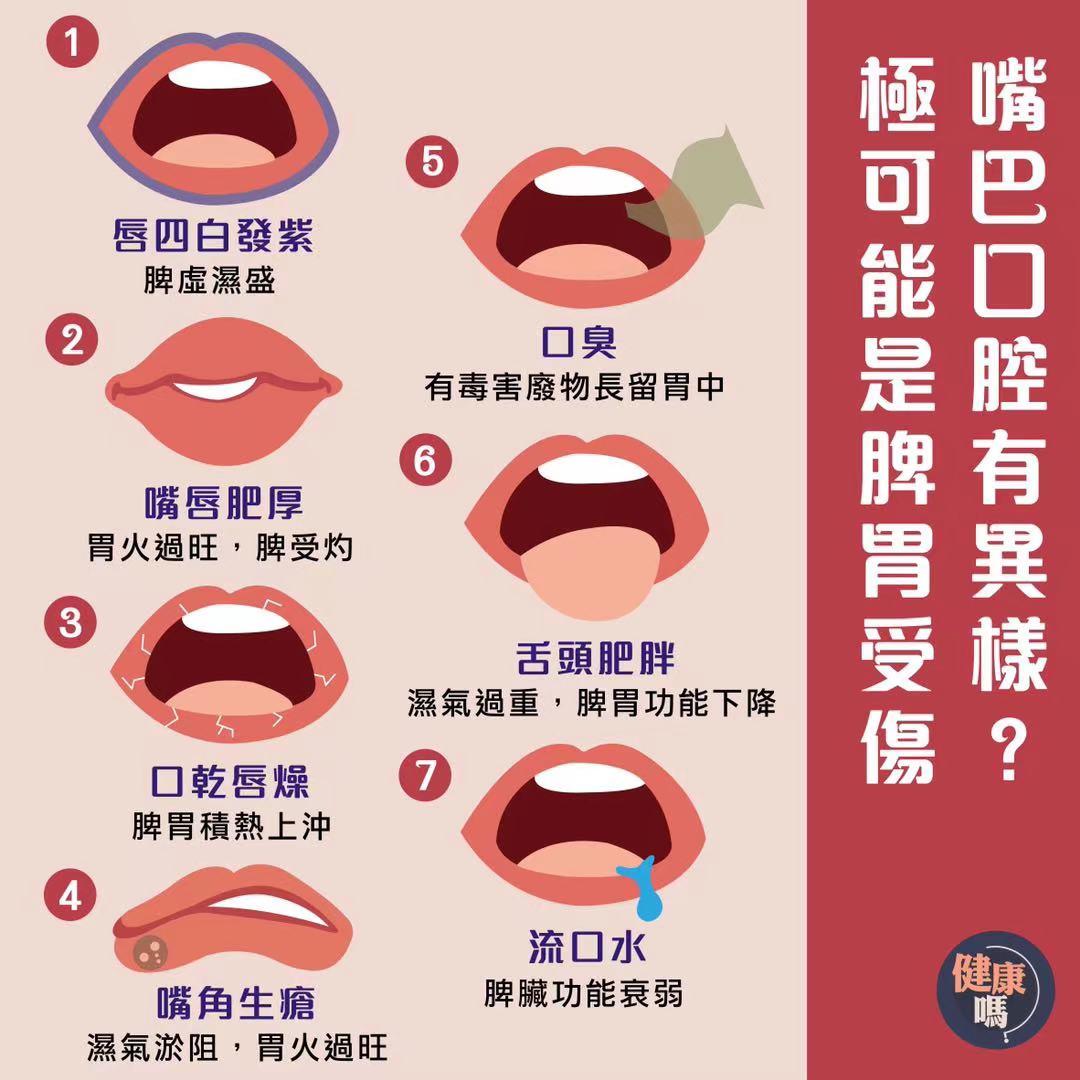 嘴巴口腔有異樣？
極可能是脾胃受傷
1
唇四白發紫
脾虛濕盛
2
嘴唇肥厚
胃火過旺，脾受灼
3
口乾唇燥
脾胃積熱上沖
4
嘴角生瘡
濕氣淤阻，胃火過旺
5
口臭
有毒害廢物長留胃中
6
舌頭肥胖
濕氣過重，脾胃功能下降
7
流口水
脾臟功能衰弱
健康
嗎?